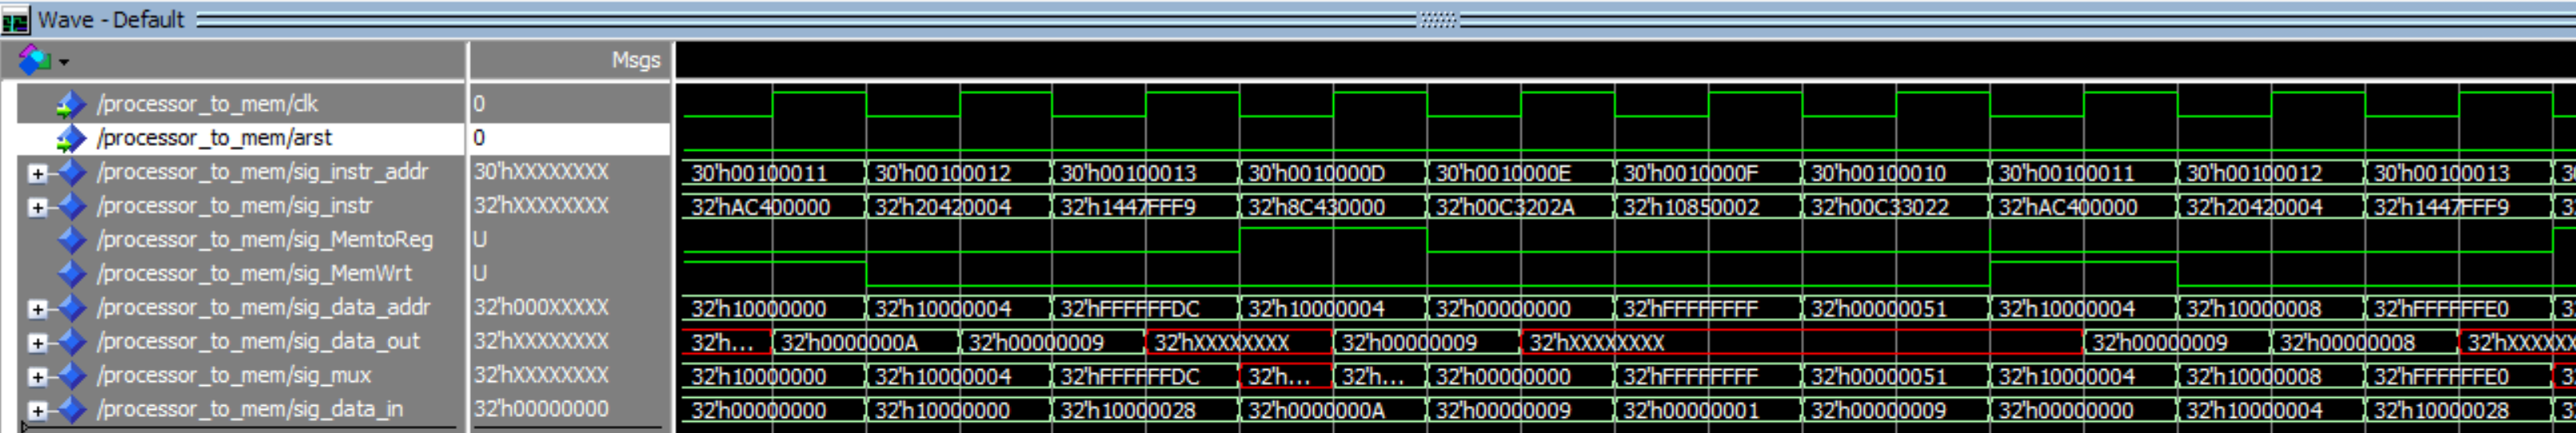 Wave - Default
Msgs
/processor_to_mem/clk 0
/processor_to_mem/arst 0
/processor_to_mem/sig_instr_addr 30'hXXXXXXXX 30'h00100011 30'h00100012 30'h00100013 30'h0010000D 30'h0010000E 30'h0010000F 30'h00100010 30'h00100011 30'h00100012 30'h00100013 3
/processor_to_mem/sig_instr 32'hXXXXXXXX 32'hAC400000 32'h20420004 32'h1447FFF9 32'h8C430000 32'h00C3202A 32'h10850002 32'h00C33022 32'hAC400000 32'h20420004 32'h1447FFF9 3
/processor_to_mem/sig_MemtoReg U
/processor_to_mem/sig_MemWrt U
/processor_to_mem/sig_data_addr 32'h000XXXXX 32'h10000000 32'h10000004 32'hFFFFFFDC 32'h10000004 32'h00000000 32'hFFFFFFFF 32'h00000051 32'h10000004 32'h10000008 32'hFFFFFFE0 3
/processor_to_mem/sig_data_out 32'hXXXXXXXX 32'h... 32'h0000000A 32'h00000009 32'hXXXXXXXX 32'h00000009 32'hXXXXXXXX 32'h00000009 32'h00000008 32'hXXXXXX
/processor_to_mem/sig_mux 32'hXXXXXXXX 32'h10000000 32'h10000004 32'hFFFFFFDC 32'h... 32'h... 32'h00000000 32'hFFFFFFFF 32'h00000051 32'h10000004 32'h10000008 32'hFFFFFFE0 3
/processor_to_mem/sig_data_in 32'h00000000 32'h00000000 32'h10000000 32'h10000028 32'h0000000A 32'h00000009 32'h00000001 32'h00000009 32'h00000000 32'h10000004 32'h10000028 3